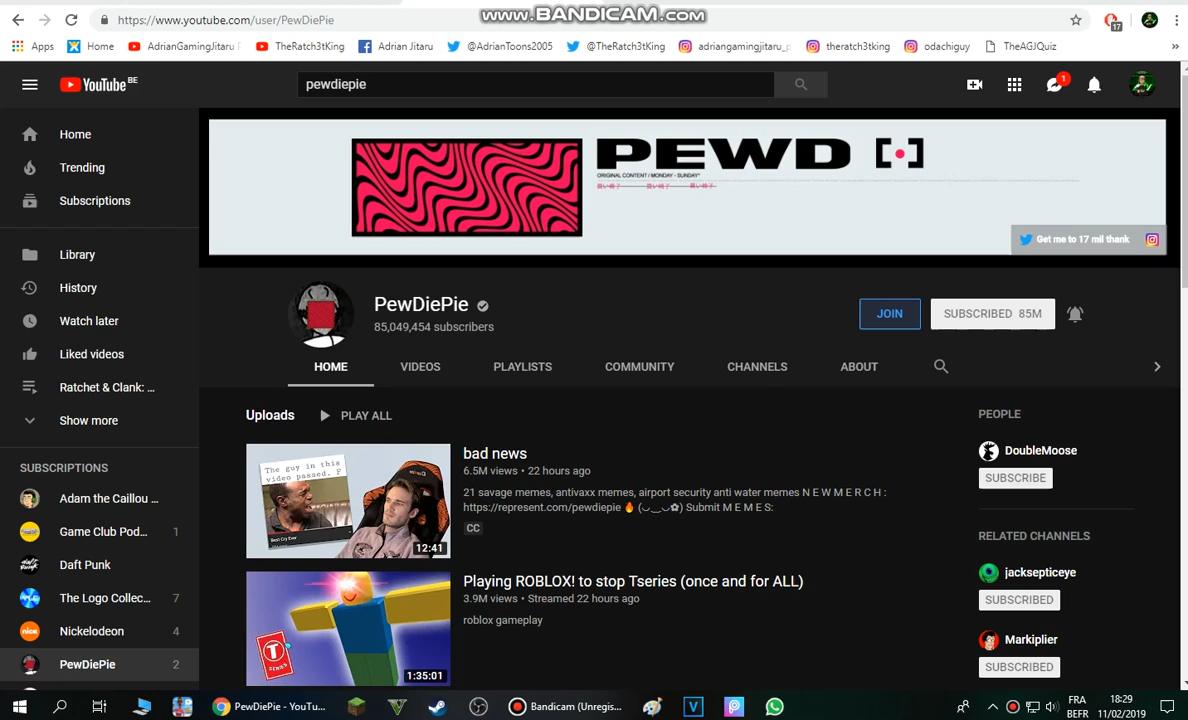 www.BANDICAM.com
https://www.youtube.com/user/PewDiePie
17
Apps
Home
AdrianGamingJitaru
TheRatch3tKing
Adrian Jitaru
@AdrianToons2005
@TheRatch3tKing
adriangamingjitaru_p
theratch3tking
odachiguy
TheAGJQuiz
YouTube BE
pewdiepie
1
Home
Trending
Subscriptions
Library
History
Watch later
Liked videos
Ratchet & Clank: ...
Show more
SUBSCRIPTIONS
Adam the Caillou ...
Game Club Pod... 1
Daft Punk
The Logo Collec... 7
Nickelodeon 4
PewDiePie 2
PEWD
ORIGINAL CONTENT / MONDAY - SUNDAY*
Get me to 17 mil thank
PewDiePie
85,049,454 subscribers
JOIN
SUBSCRIBED 85M
HOME
VIDEOS
PLAYLISTS
COMMUNITY
CHANNELS
ABOUT
Uploads
PLAY ALL
The guy in this
video passed. F
Best Cry Ever
12:41
bad news
6.5M views • 22 hours ago
21 savage memes, antivaxx memes, airport security anti water memes N E W M E R C H :
https://represent.com/pewdiepie 🔥 (◡‿◡✿) Submit M E M E S:
CC
T
SERIES
1:35:01
Playing ROBLOX! to stop Tseries (once and for ALL)
3.9M views • Streamed 22 hours ago
roblox gameplay
PEOPLE
DoubleMoose
SUBSCRIBE
RELATED CHANNELS
jacksepticeye
SUBSCRIBED
Markiplier
SUBSCRIBED
PewDiePie - YouTu...
Bandicam (Unregis...
FRA
BEFR
18:29
11/02/2019